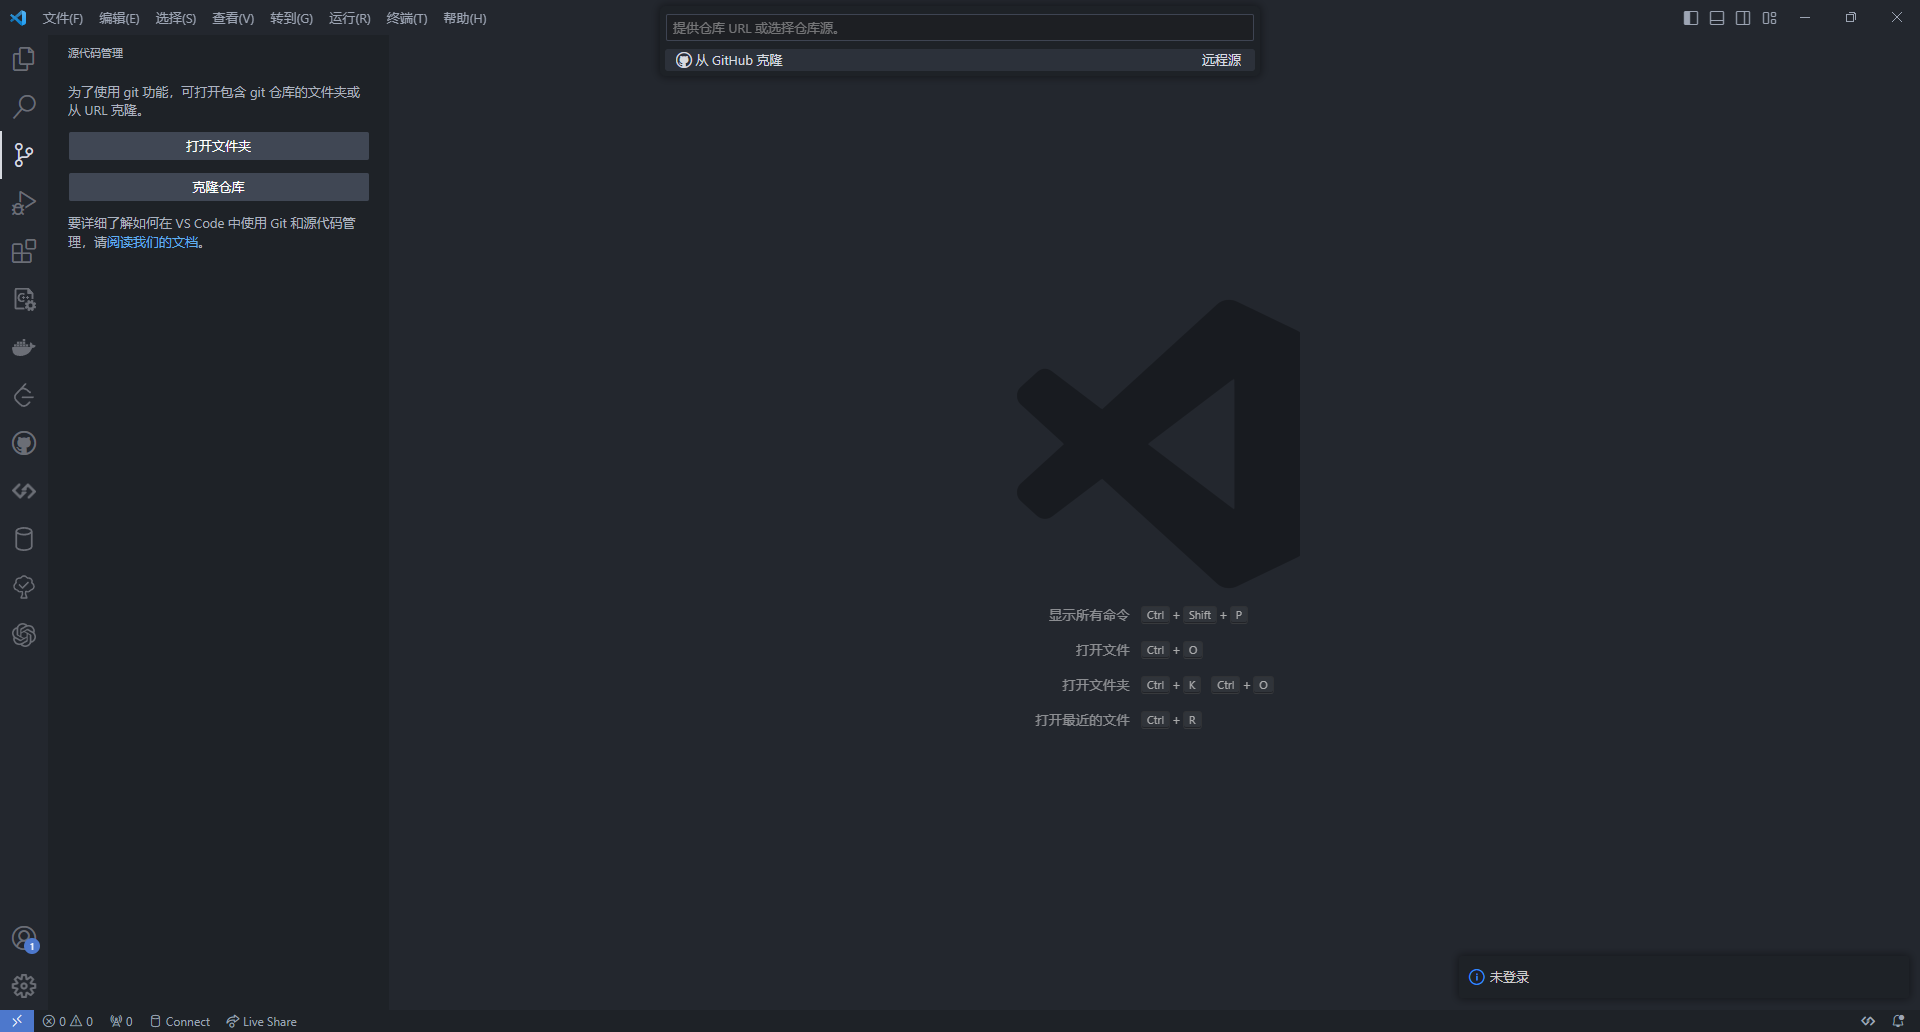 文件(F) 编辑(E) 选择(S) 查看(V) 转到(G) 运行(R) 终端(T) 帮助(H)
提供仓库 URL 或选择仓库源。
从 GitHub 克隆 远程源
源代码管理
为了使用 git 功能，可打开包含 git 仓库的文件夹或
从 URL 克隆。
打开文件夹
克隆仓库
要详细了解如何在 VS Code 中使用 Git 和源代码管
理，请阅读我们的文档。
显示所有命令 Ctrl + Shift + P
打开文件 Ctrl + O
打开文件夹 Ctrl + K Ctrl + O
打开最近的文件 Ctrl + R
1
未登录
0 0 0 Connect Live Share